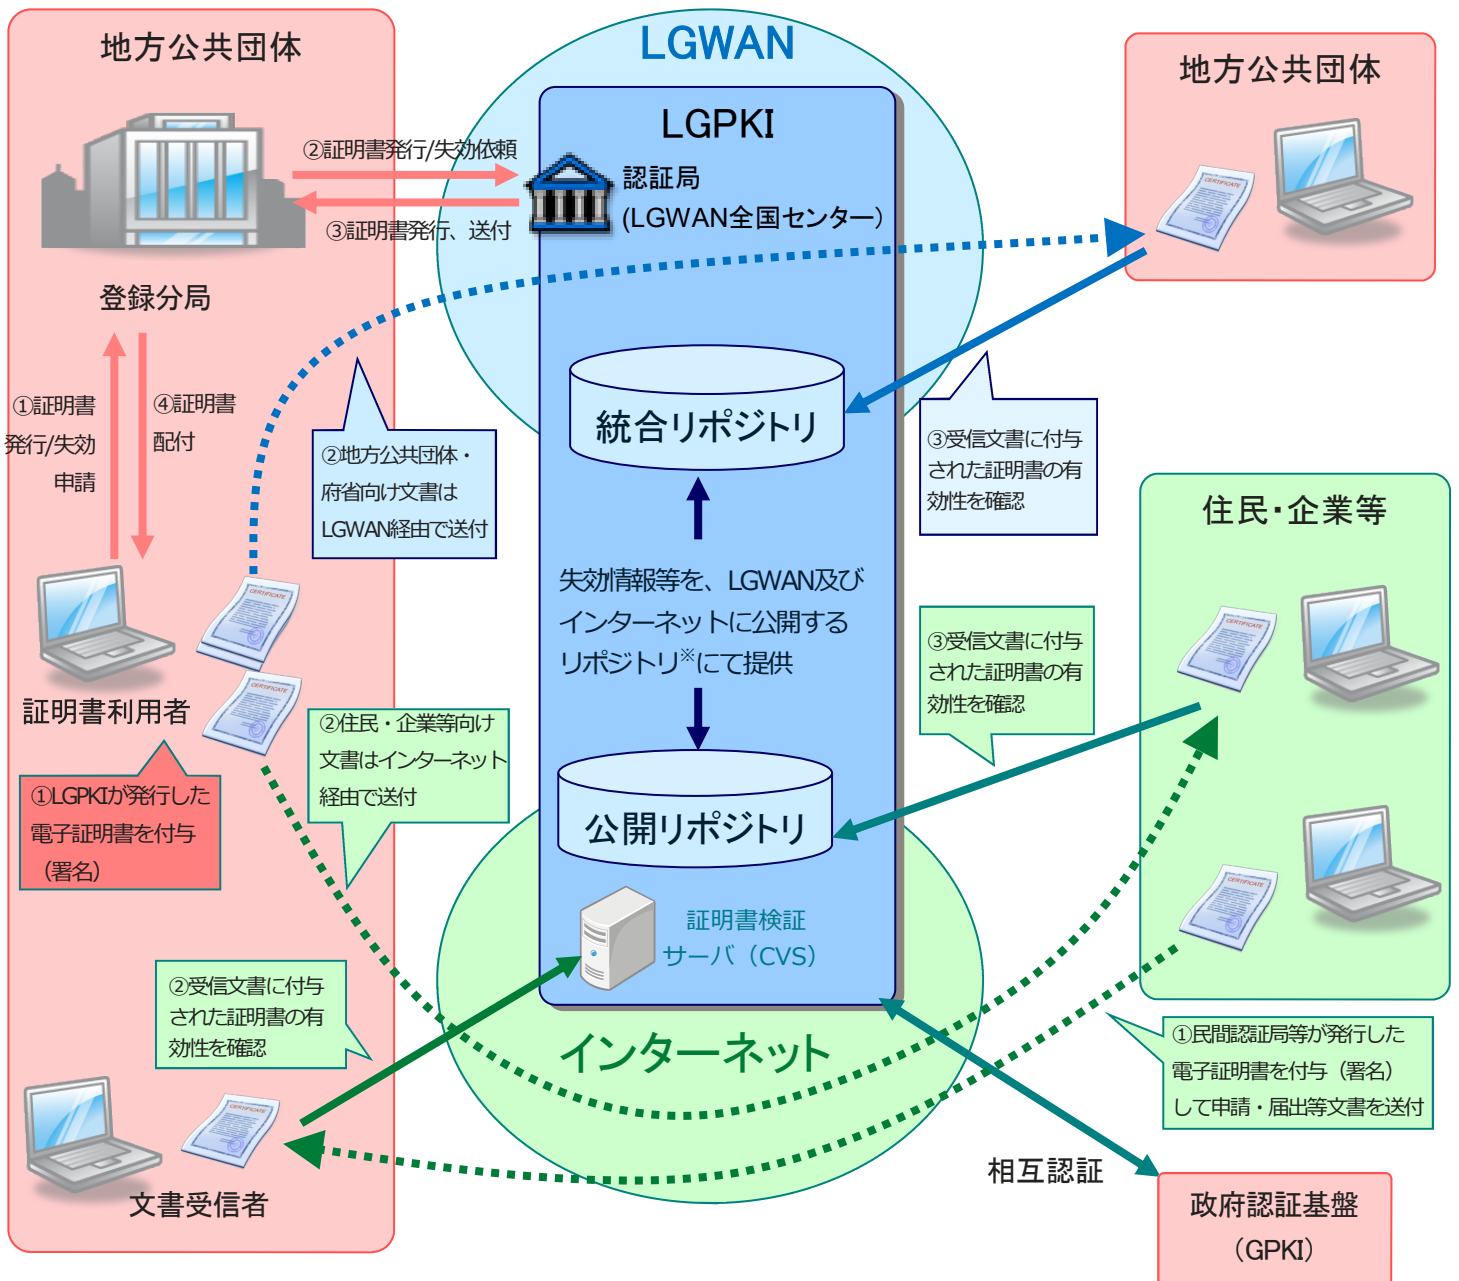 地方公共団体
②証明書発行/失効依頼
③証明書発行、送付
登録分局
①証明書
発行/失効
申請
④証明書
配付
証明書利用者
①LGPKIが発行した
電子証明書を付与
（署名）
②地方公共団体・
府省向け文書は
LGWAN経由で送付
②住民・企業等向け
文書はインターネット
経由で送付
②受信文書に付与
された証明書の有
効性を確認
文書受信者
LGWAN
LGPKI
認証局
(LGWAN全国センター）
統合リポジトリ
失効情報等を、LGWAN及び
インターネットに公開する
リポジトリ※にて提供
公開リポジトリ
証明書検証
サーバ（CVS）
インターネット
地方公共団体
CERTIFICATE
③受信文書に付与
された証明書の有
効性を確認
住民・企業等
③受信文書に付与
された証明書の有
効性を確認
CERTIFICATE
CERTIFICATE
①民間認証局等が発行した
電子証明書を付与（署名）
して申請・届出等文書を送付
相互認証
政府認証基盤
（GPKI）
CERTIFICATE
CERTIFICATE
CERTIFICATE